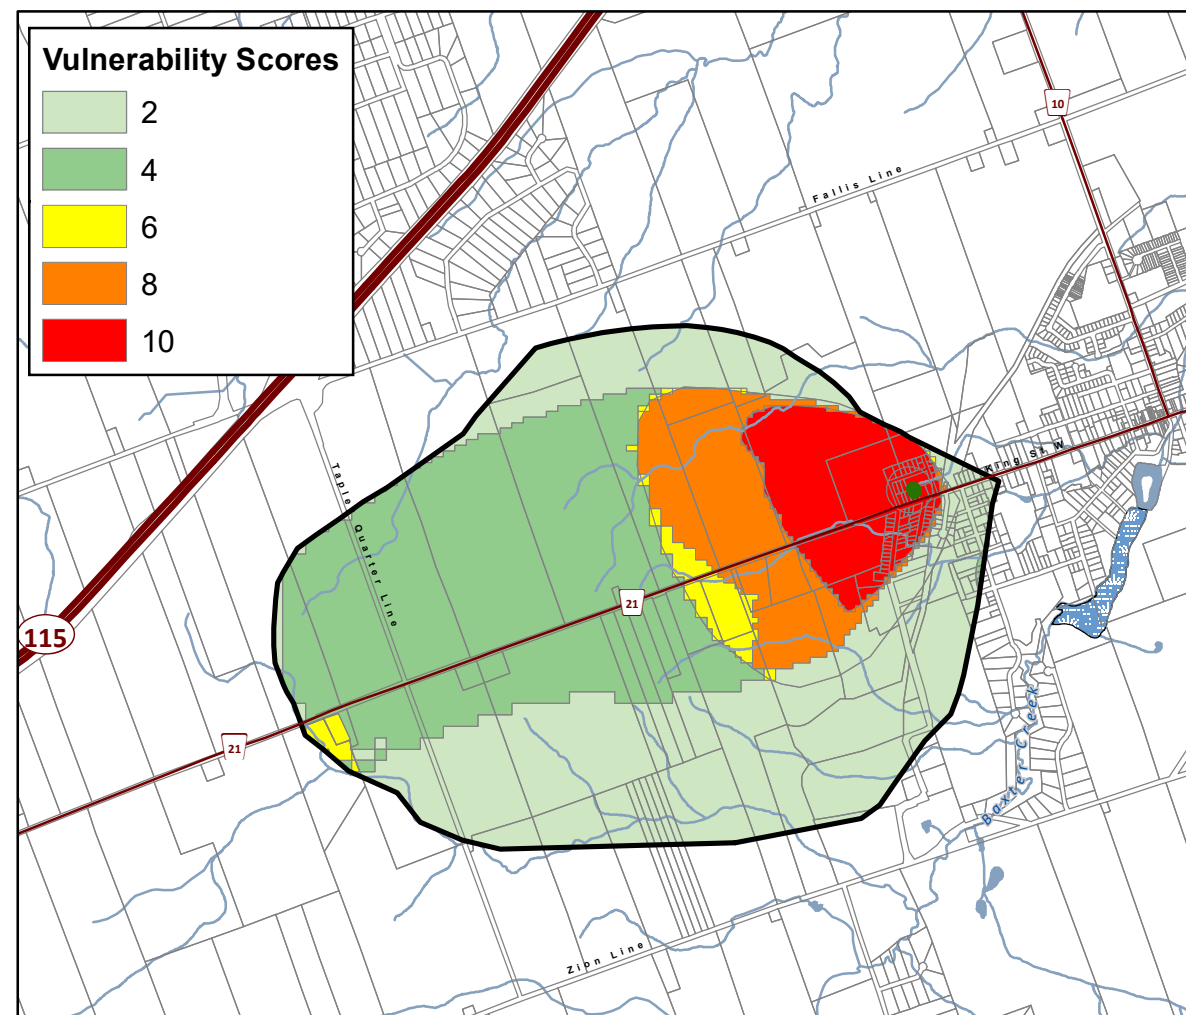 Vulnerability Scores
2
4
6
8
10
10
Fallis Line
King St. W
Quarter Line
21
115
21
Baxter Creek
Zion Line